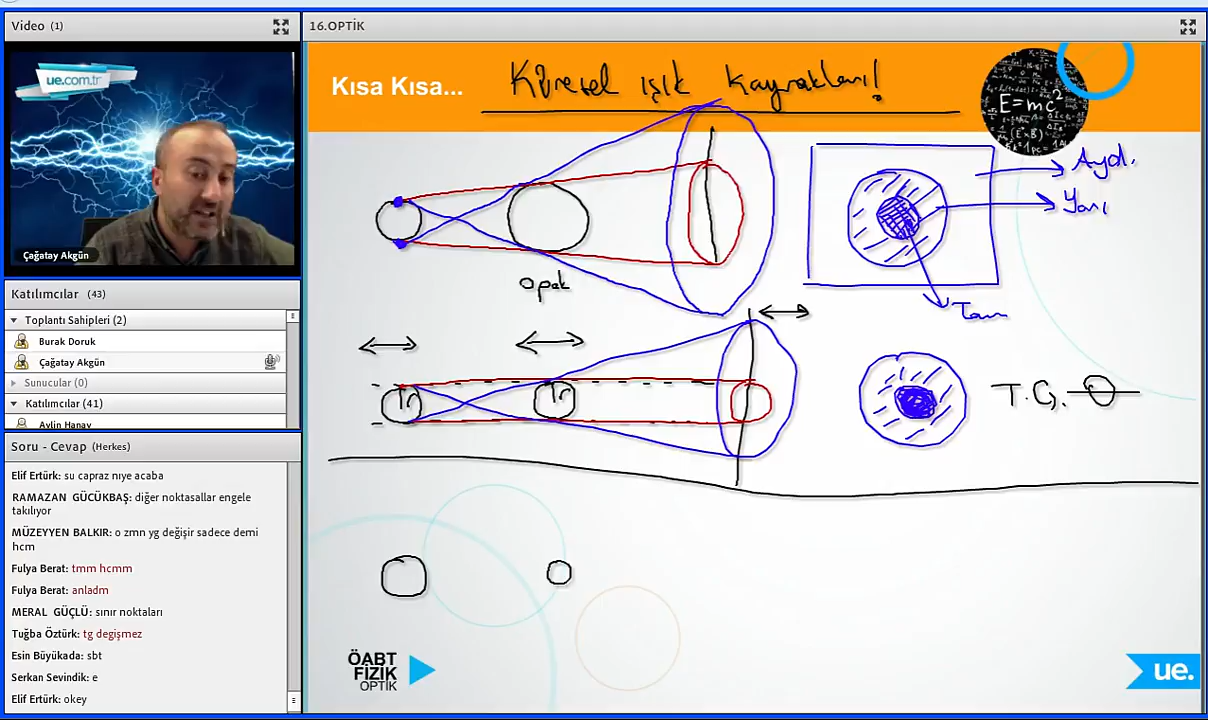 Video (1)
ue.com.tr
Çağatay Akgün
Katılımcılar (43)
Toplantı Sahipleri (2)
Burak Doruk
Çağatay Akgün
Sunucular (0)
Katılımcılar (41)
Aylin Hanay
Soru - Cevap (Herkes)
Elif Ertürk: su capraz nıye acaba
RAMAZAN GÜCÜKBAŞ: diğer noktasallar engele
takılıyor
MÜZEYYEN BALKIR: o zmn yg değişir sadece demi
hcm
Fulya Berat: tmm hcmm
Fulya Berat: anladm
MERAL GÜÇLÜ: sınır noktaları
Tuğba Öztürk: tg degişmez
Esin Büyükada: sbt
Serkan Sevindik: e
Elif Ertürk: okey
16.OPTİK
Kısa Kısa...
Küresel ışık kaynakları!
E=mc²
Aydı.
Yarı
Tam
opak
r
r
T.G.
ÖABT
FİZİK
OPTİK
ue.